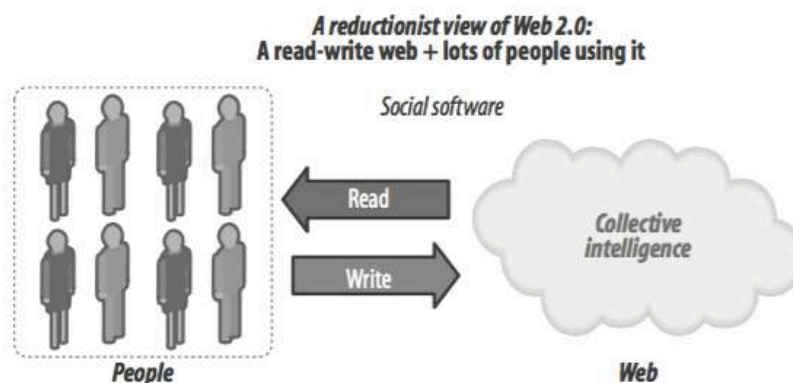 A reductionist view of Web 2.0:
A read-write web + lots of people using it
Social software
Read
Collective
intelligence
Write
People
Web